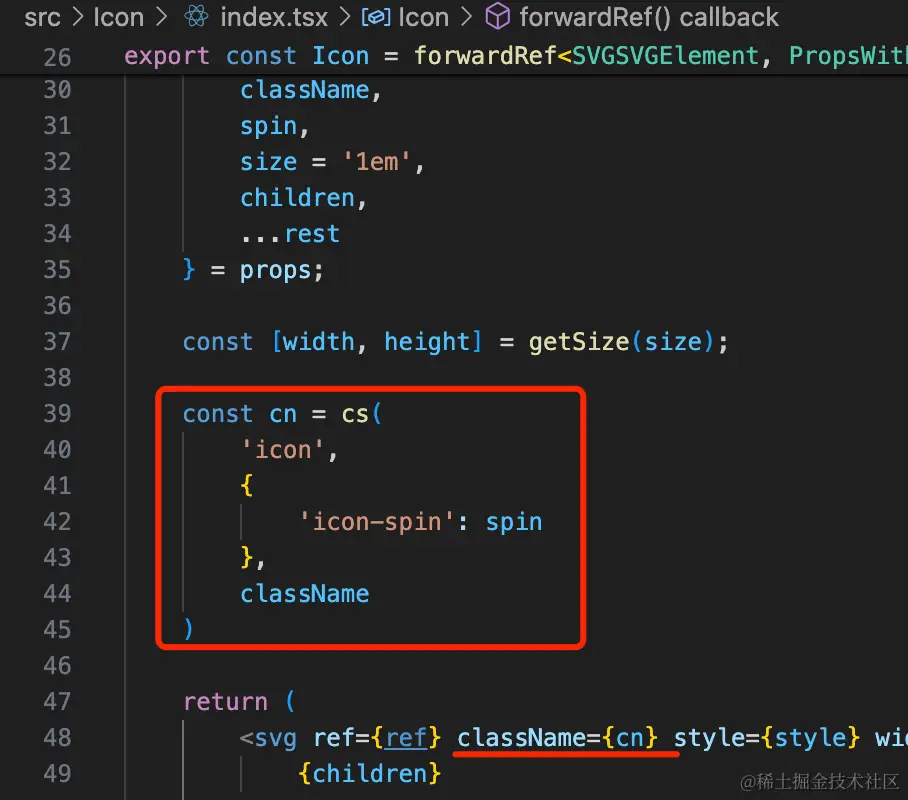 src > Icon > index.tsx > Icon > forwardRef() callback
26 export const Icon = forwardRef<SVGSVGElement, PropsWith
30 className,
31 spin,
32 size = '1em',
33 children,
34 ...rest
35 } = props;
36
37 const [width, height] = getSize(size);
38
39 const cn = cs(
40 'icon',
41 {
42 'icon-spin': spin
43 },
44 className
45 )
46
47 return (
48 <svg ref={ref} className={cn} style={style} wid
49 {children}
@稀土掘金技术社区